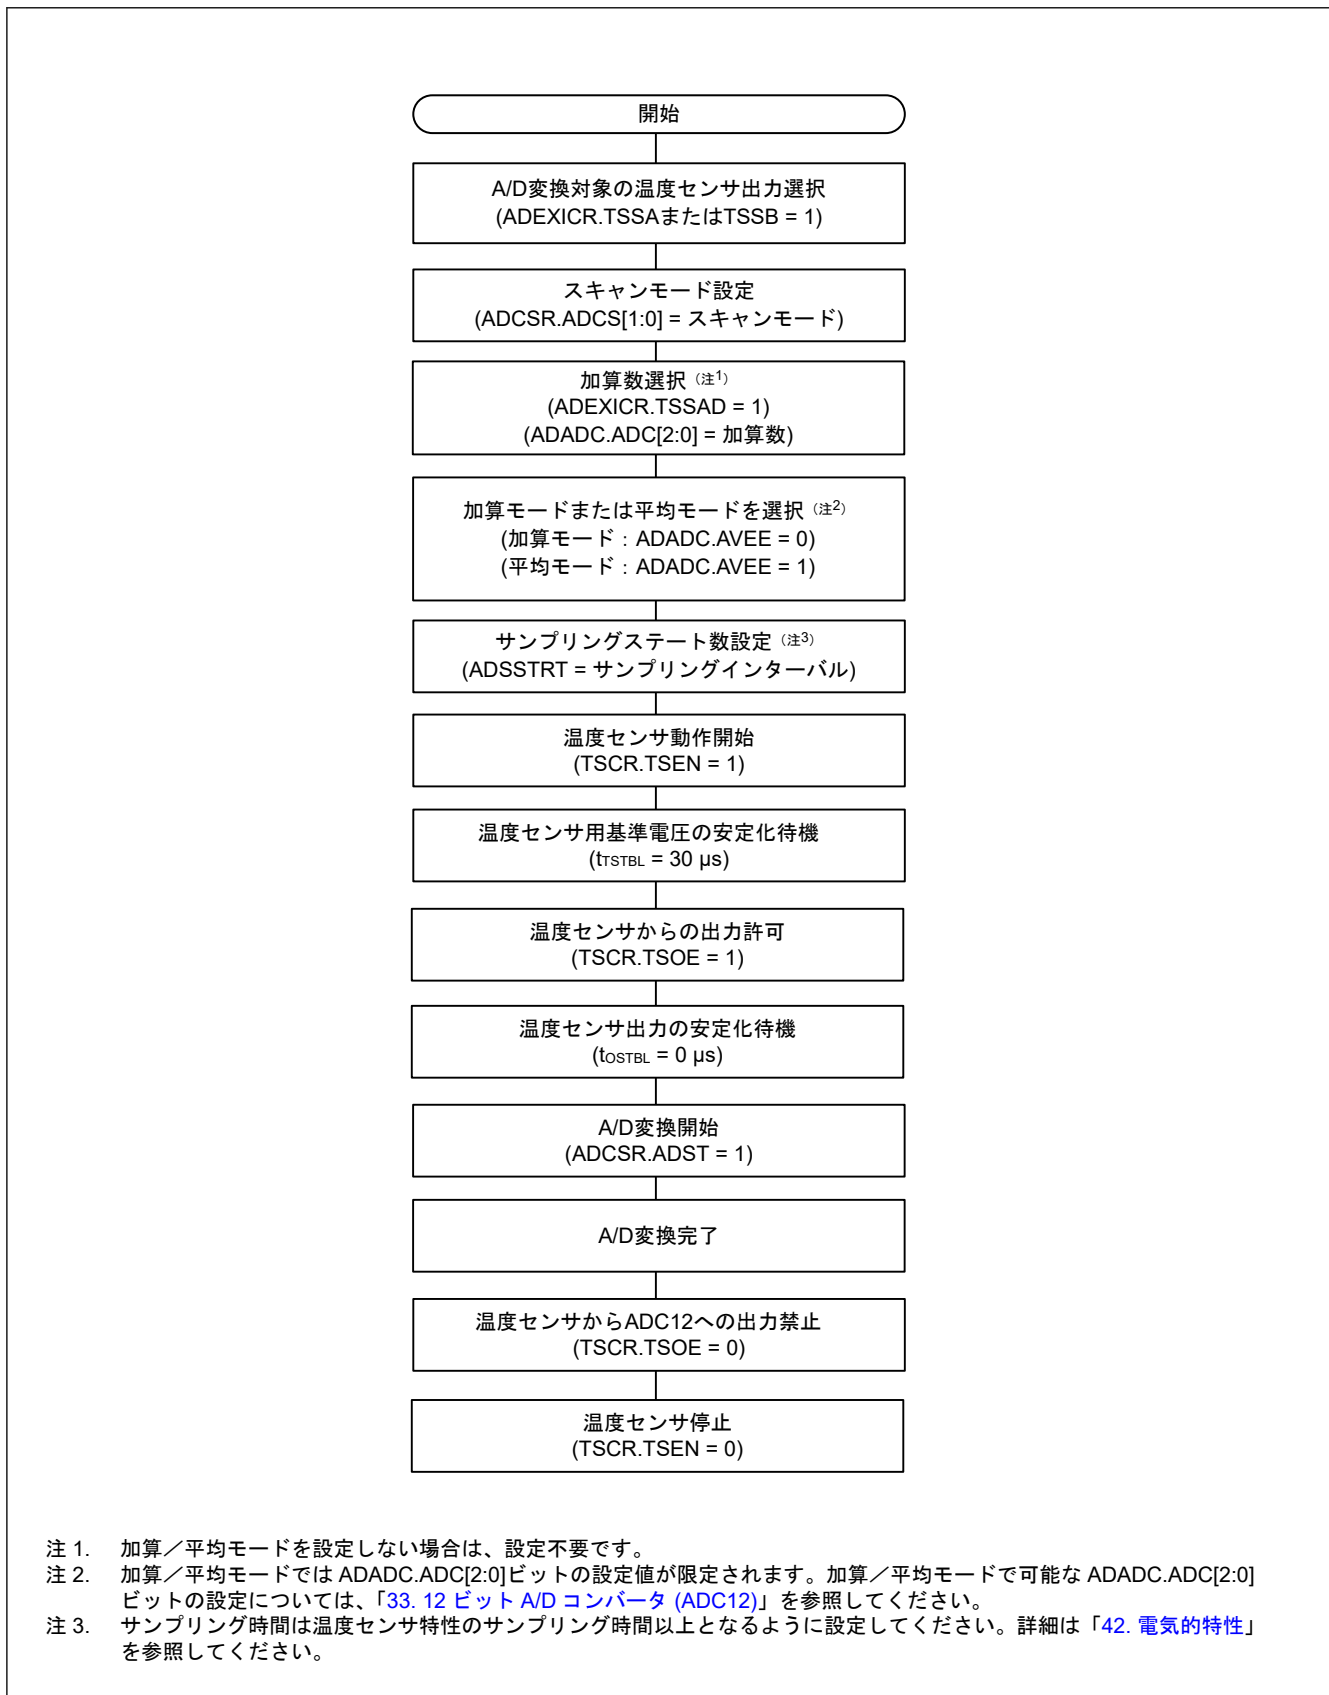 開始
A/D変換対象の温度センサ出力選択
(ADEXICR.TSSAまたはTSSB = 1)
スキャンモード設定
(ADCSR.ADCS[1:0] = スキャンモード)
加算数選択（注1）
(ADEXICR.TSSAD = 1)
(ADADC.ADC[2:0] = 加算数)
加算モードまたは平均モードを選択（注2）
(加算モード：ADADC.AVEE = 0)
(平均モード：ADADC.AVEE = 1)
サンプリングステート数設定（注3）
(ADSSTRT = サンプリングインターバル)
温度センサ動作開始
(TSCR.TSEN = 1)
温度センサ用基準電圧の安定化待機
(tTSTBL = 30 μs)
温度センサからの出力許可
(TSCR.TSOE = 1)
温度センサ出力の安定化待機
(tOSTBL = 0 μs)
A/D変換開始
(ADCSR.ADST = 1)
A/D変換完了
温度センサからADC12への出力禁止
(TSCR.TSOE = 0)
温度センサ停止
(TSCR.TSEN = 0)
注 1. 加算／平均モードを設定しない場合は、設定不要です。
注 2. 加算／平均モードでは ADADC.ADC[2:0]ビットの設定値が限定されます。加算／平均モードで可能な ADADC.ADC[2:0]
ビットの設定については、「33. 12 ビット A/D コンバータ (ADC12)」を参照してください。
注 3. サンプリング時間は温度センサ特性のサンプリング時間以上となるように設定してください。詳細は「42. 電気的特性」
を参照してください。